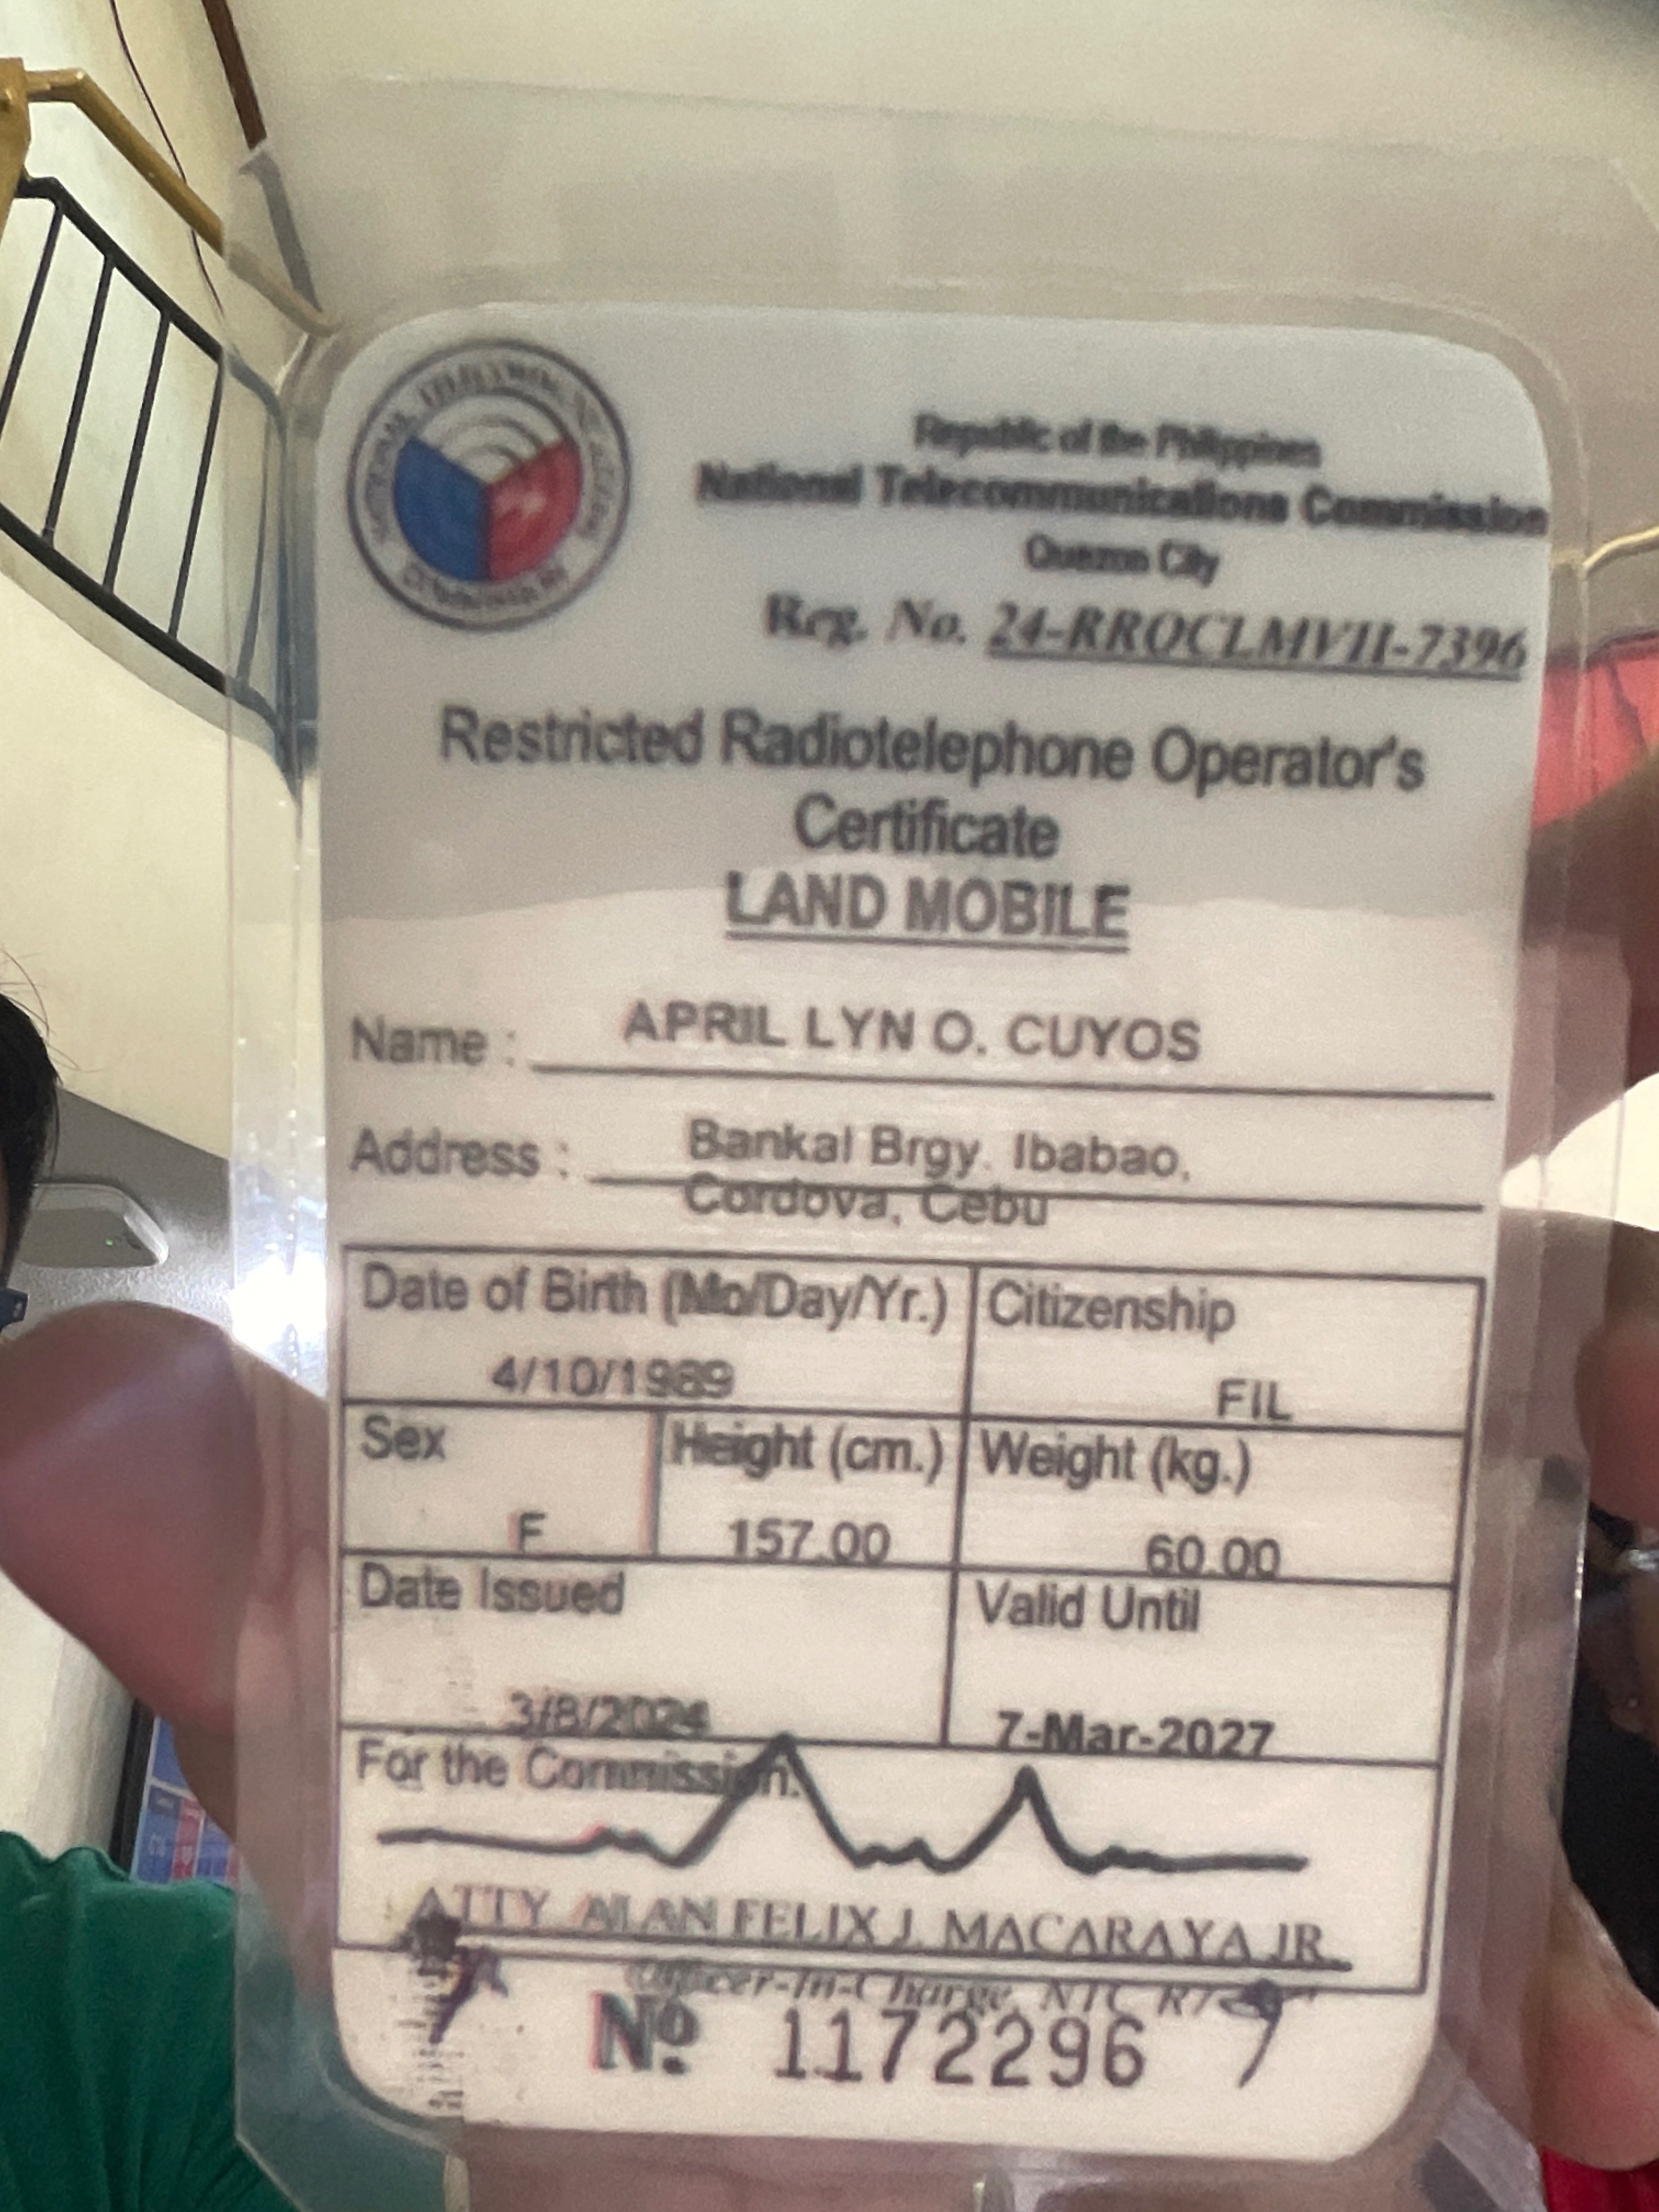 Republic of the Philippines
National Telecommunications Commission
Quezon City
Reg. No. 24-RROCLMVII-7396
Restricted Radiotelephone Operator's
Certificate
LAND MOBILE
Name : APRIL LYN O. CUYOS
Address : Bankal Brgy. Ibabao,
Cordova, Cebu
Date of Birth (Mo/Day/Yr.) Citizenship
4/10/1989 FIL
Sex Height (cm.) Weight (kg.)
F 157.00 60.00
Date Issued Valid Until
3/8/2024 7-Mar-2027
For the Commission:
ATTY ALAN FELIX J. MACARAYA JR.
Officer-In-Charge, NTC
No. 1172296